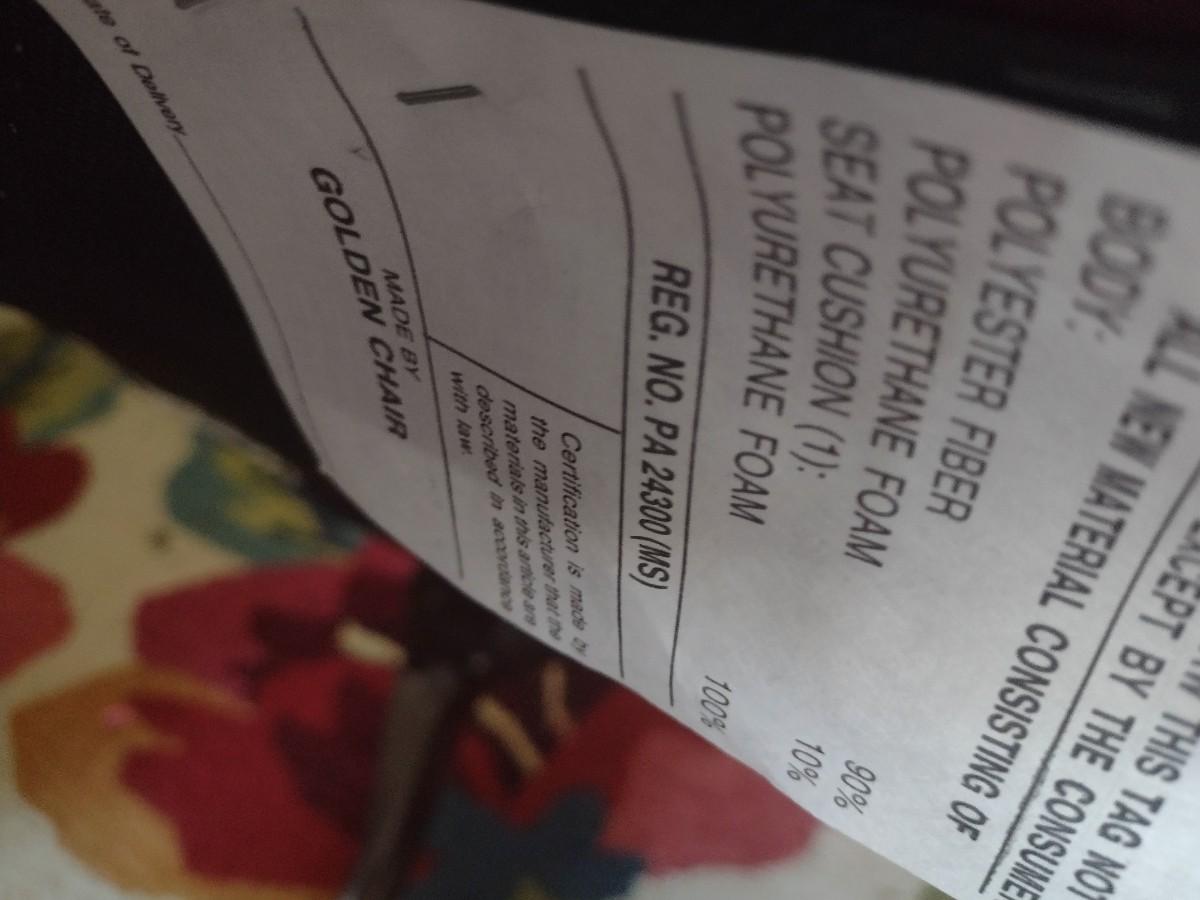 THIS TAG NOT
EXCEPT BY THE CONSUME
ALL NEW MATERIAL CONSISTING OF
BODY:
POLYESTER FIBER 90%
POLYURETHANE FOAM 10%
SEAT CUSHION (1):
POLYURETHANE FOAM 100%
REG. NO. PA 24300 (MS)
Certification is made by
the manufacturer that the
materials in this article are
described in accordance
with law.
MADE BY
GOLDEN CHAIR
ate of Delivery